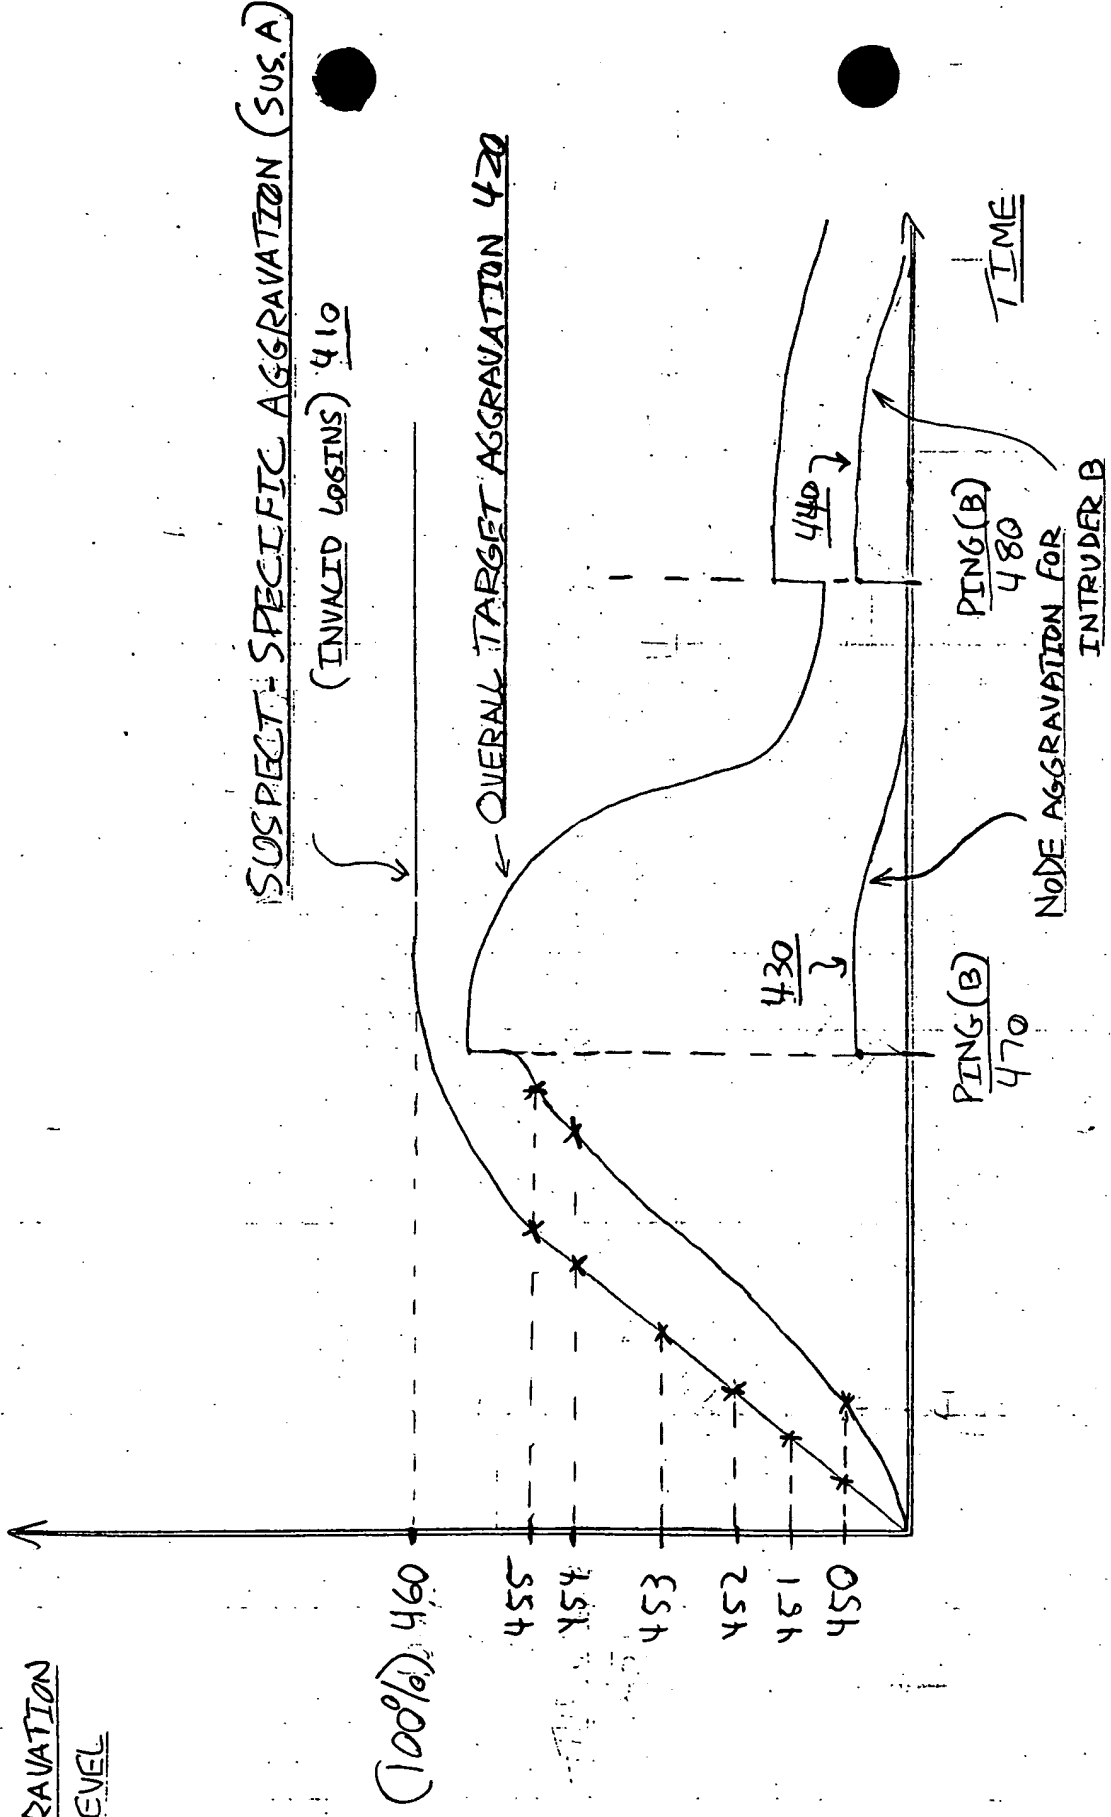 RAVATION
EVEL
SUSPECT-SPECIFIC AGGRAVATION (SUS.A)
(INVALID LOGINS) 410
OVERALL TARGET AGGRAVATION 420
(100%) 460
455
454
453
452
451
450
430
440
PING(B)
470
PING(B)
480
TIME
NODE AGGRAVATION FOR
INTRUDER B